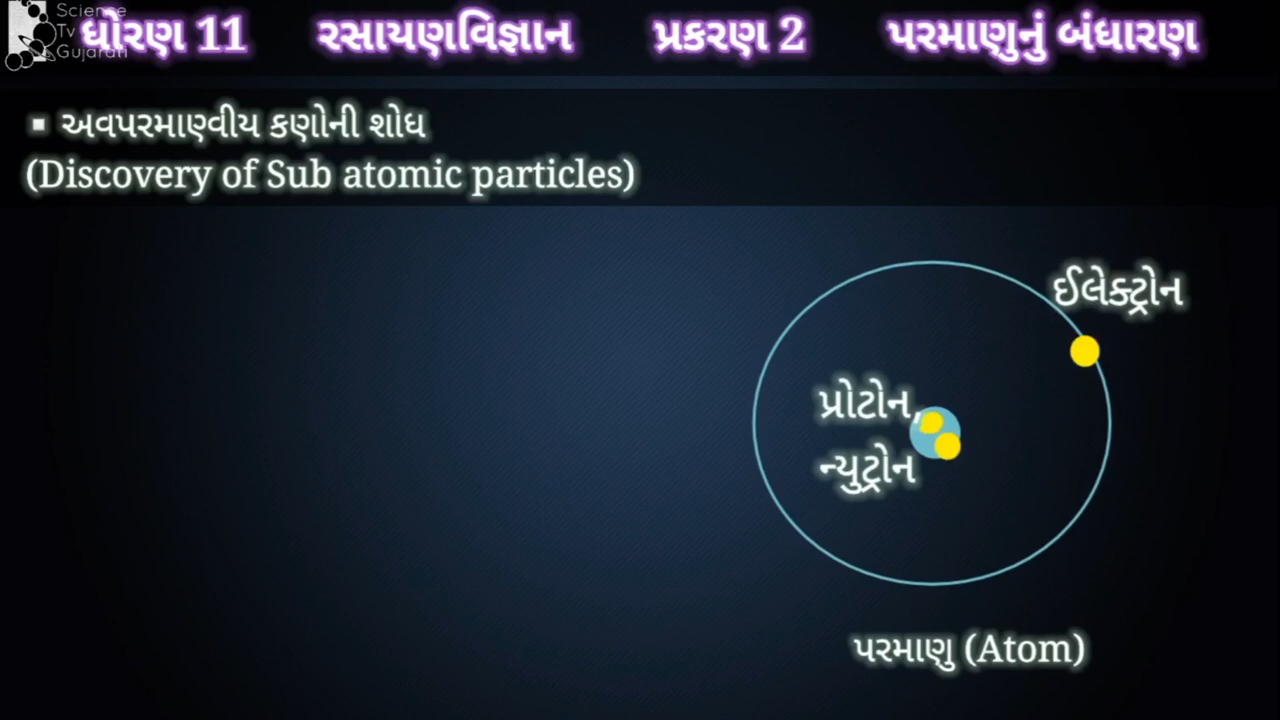 Science
Tv
Gujarati
ધોરણ 11 રસાયણવિજ્ઞાન પ્રકરણ 2 પરમાણુનું બંધારણ
▪ અવપરમાણ્વીય કણોની શોધ
(Discovery of Sub atomic particles)
ઈલેક્ટ્રોન
પ્રોટોન,
ન્યુટ્રોન
પરમાણુ (Atom)